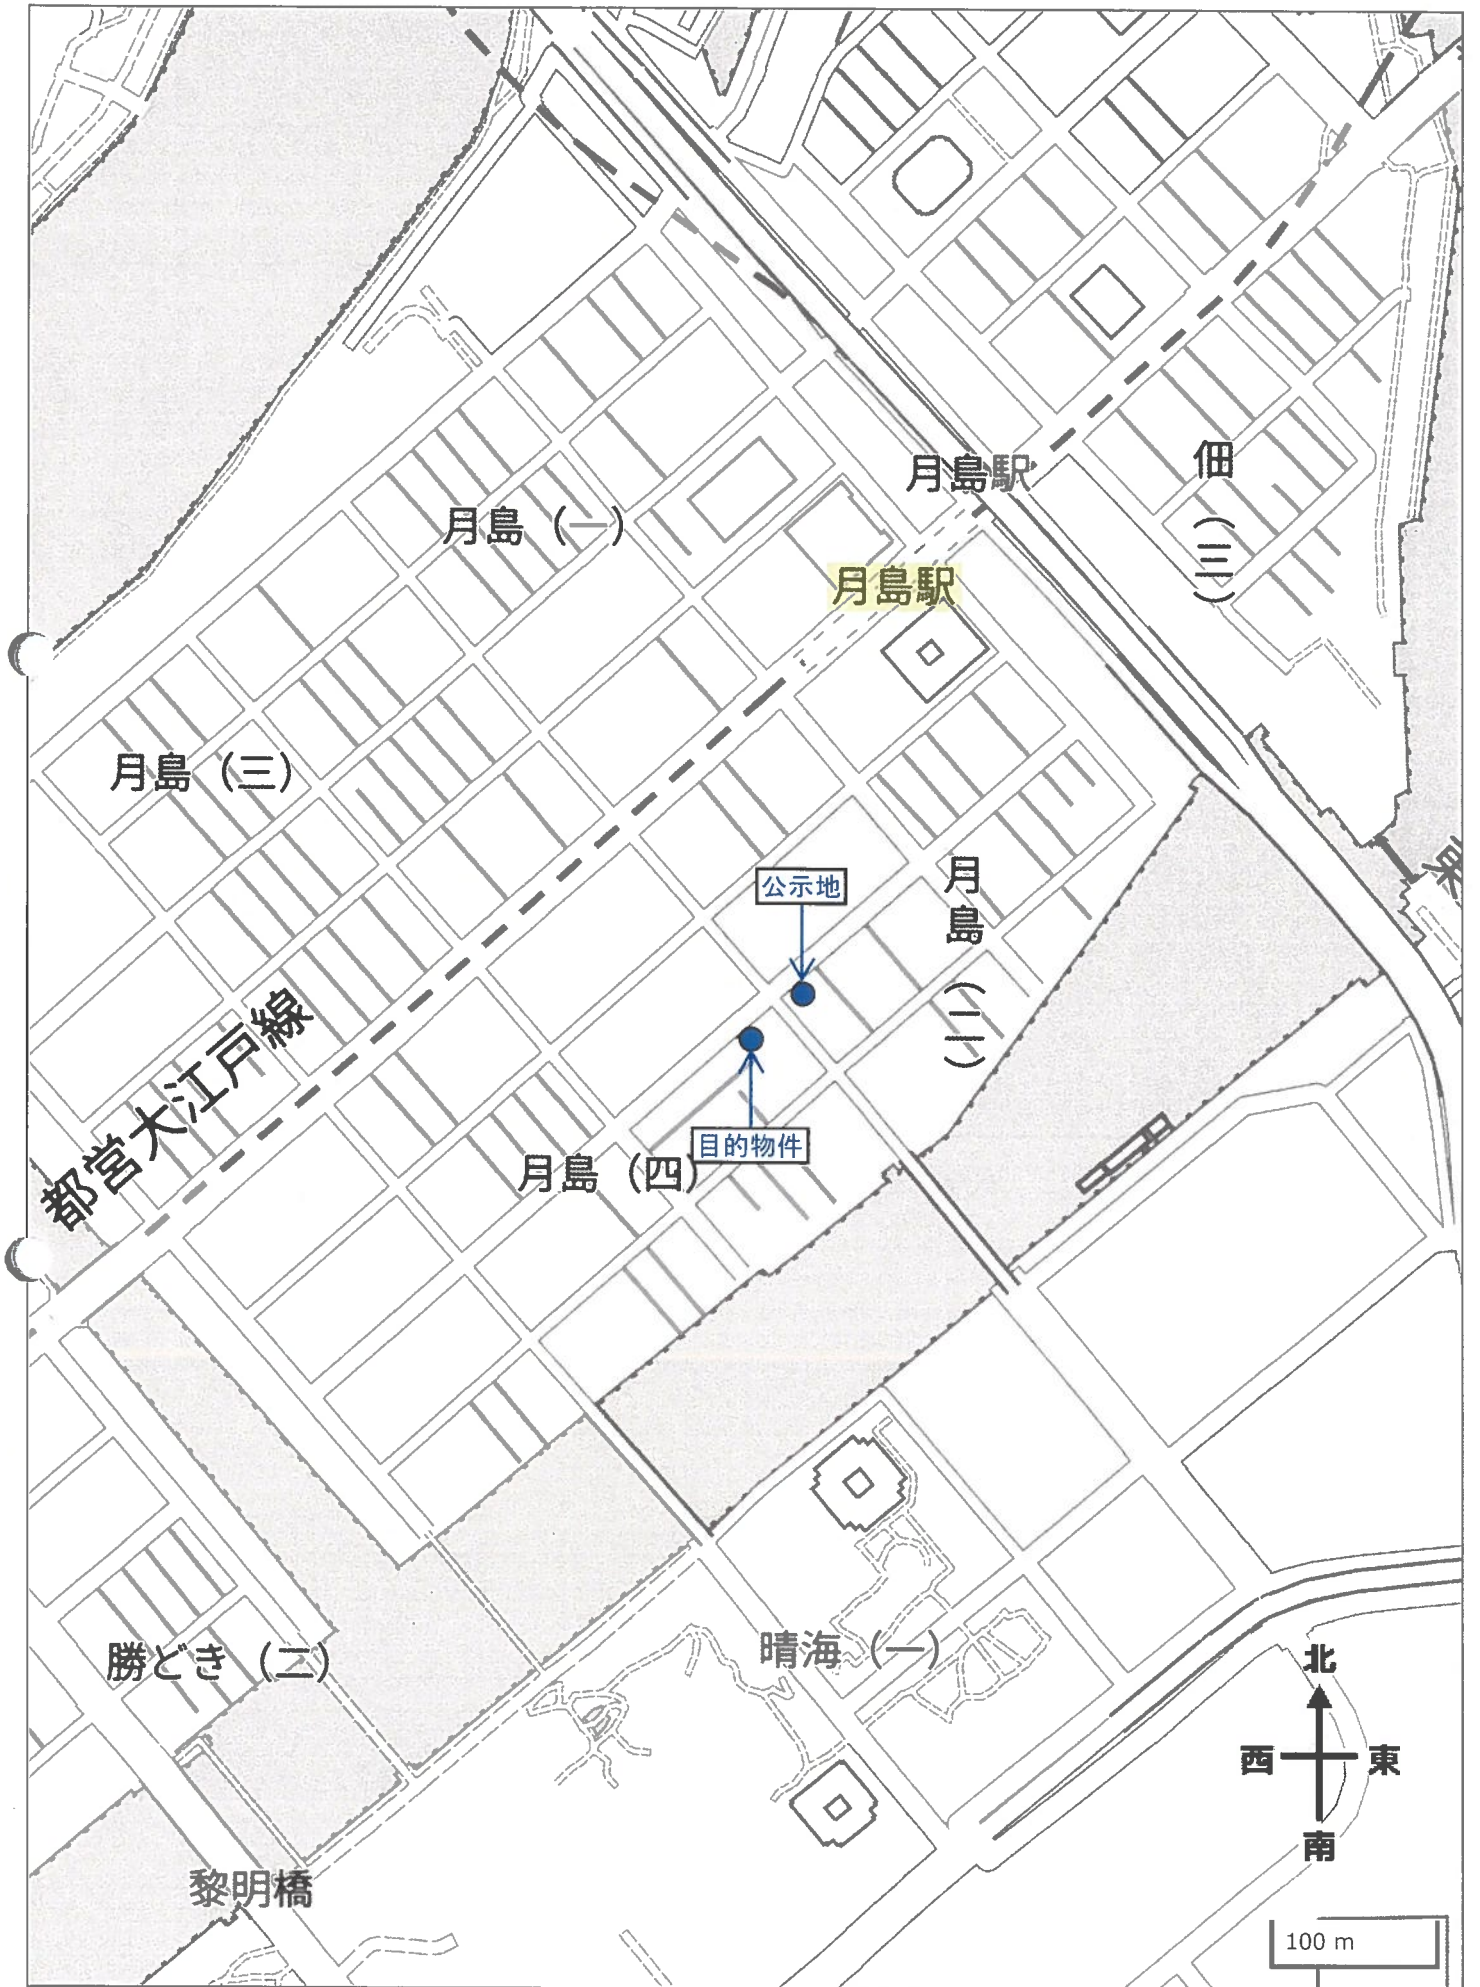 月島駅
佃（三）
月島（一）
月島駅
月島（三）
公示地
月島（二）
都営大江戸線
目的物件
月島（四）
勝どき（二）
晴海（一）
北
西
東
南
黎明橋
100 m